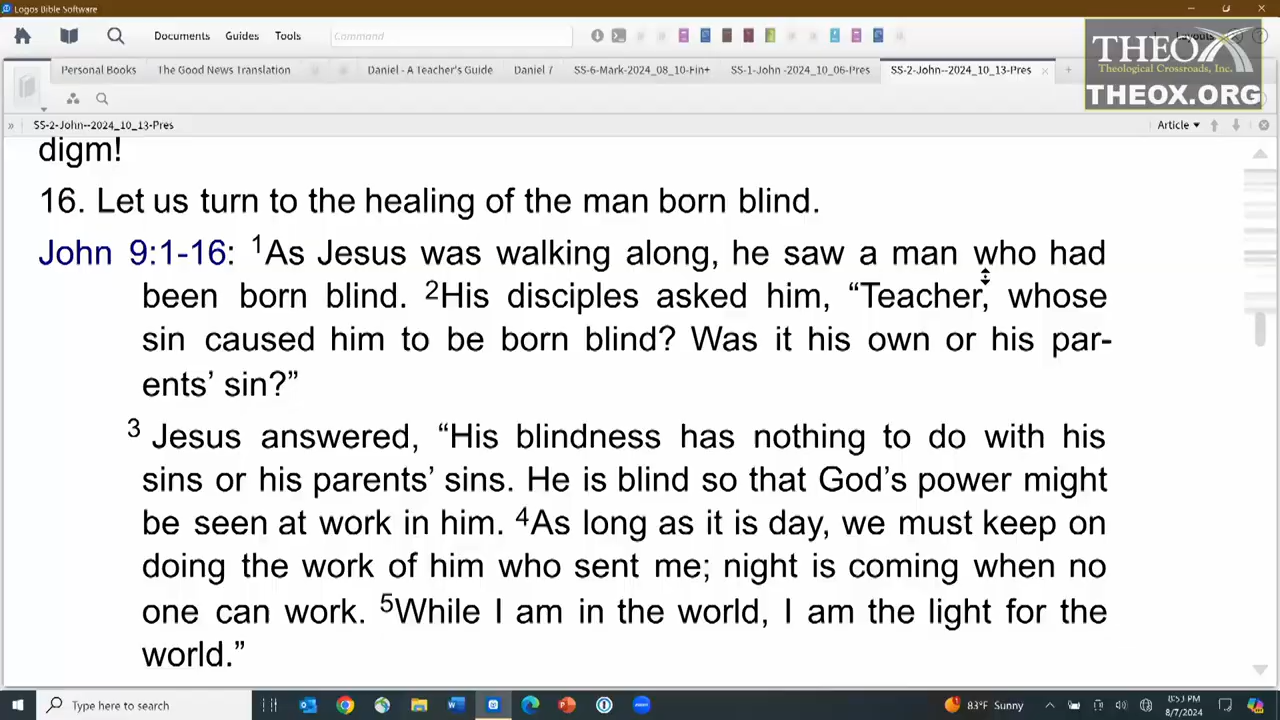 Logos Bible Software
Documents Guides Tools Command Layouts
THEOX
Theological Crossroads, Inc.
THEOX.ORG
Personal Books The Good News Translation Daniel - A T Daniel 7 SS-6-Mark-2024_08_10-Fin+ SS-1-John -2024_10_06-Pres SS-2-John--2024_10_13-Pres
SS-2-John--2024_10_13-Pres Article
digm!
16. Let us turn to the healing of the man born blind.
John 9:1-16: 1As Jesus was walking along, he saw a man who had
been born blind. 2His disciples asked him, “Teacher, whose
sin caused him to be born blind? Was it his own or his par-
ents’ sin?”
3 Jesus answered, “His blindness has nothing to do with his
sins or his parents’ sins. He is blind so that God’s power might
be seen at work in him. 4As long as it is day, we must keep on
doing the work of him who sent me; night is coming when no
one can work. 5While I am in the world, I am the light for the
world.”
Type here to search 83°F Sunny 8:53 PM
8/7/2024